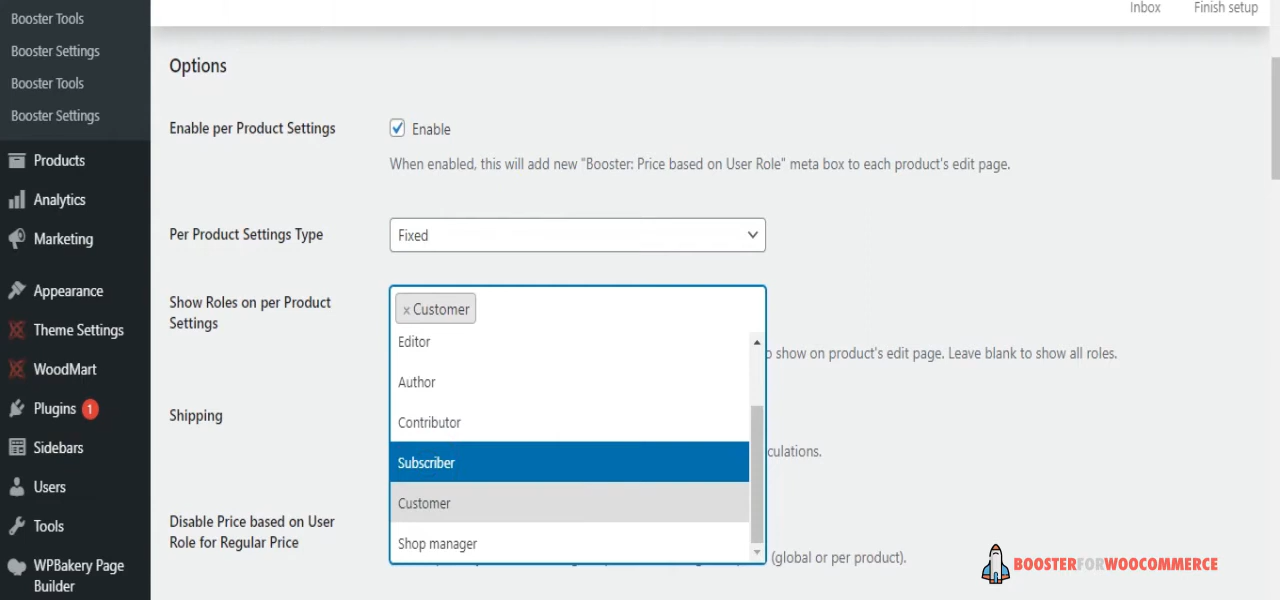 Booster Tools
Booster Settings
Booster Tools
Booster Settings
Products
Analytics
Marketing
Appearance
Theme Settings
WoodMart
Plugins 1
Sidebars
Users
Tools
WPBakery Page
Builder
Inbox Finish setup
Options
Enable per Product Settings
Enable
When enabled, this will add new "Booster: Price based on User Role" meta box to each product's edit page.
Per Product Settings Type
Fixed
Show Roles on per Product
Settings
× Customer
Editor
Author
Contributor
Subscriber
Customer
Shop manager
show on product's edit page. Leave blank to show all roles.
Shipping
culations.
Disable Price based on User
Role for Regular Price
(global or per product).
BOOSTERFORWOOCOMMERCE